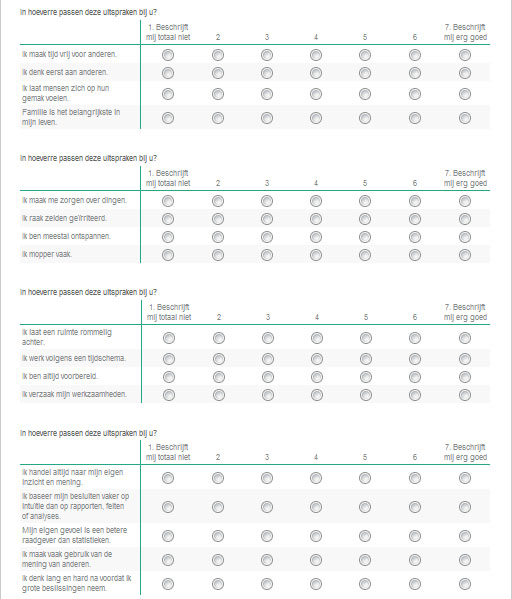 In hoeverre passen deze uitspraken bij u?
1. Beschrijft
mij totaal niet 2 3 4 5 6 7. Beschrijft
mij erg goed
Ik maak tijd vrij voor anderen.
Ik denk eerst aan anderen.
Ik laat mensen zich op hun
gemak voelen.
Familie is het belangrijkste in
mijn leven.
In hoeverre passen deze uitspraken bij u?
1. Beschrijft
mij totaal niet 2 3 4 5 6 7. Beschrijft
mij erg goed
Ik maak me zorgen over dingen.
Ik raak zelden geïrriteerd.
Ik ben meestal ontspannen.
Ik mopper vaak.
In hoeverre passen deze uitspraken bij u?
1. Beschrijft
mij totaal niet 2 3 4 5 6 7. Beschrijft
mij erg goed
Ik laat een ruimte rommelig
achter.
Ik werk volgens een tijdschema.
Ik ben altijd voorbereid.
Ik verzaak mijn werkzaamheden.
In hoeverre passen deze uitspraken bij u?
1. Beschrijft
mij totaal niet 2 3 4 5 6 7. Beschrijft
mij erg goed
Ik handel altijd naar mijn eigen
inzicht en mening.
Ik baseer mijn besluiten vaker op
intuïtie dan op rapporten, feiten
of analyses.
Mijn eigen gevoel is een betere
raadgever dan statistieken.
Ik maak vaak gebruik van de
mening van anderen.
Ik denk lang en hard na voordat ik
grote beslissingen neem.